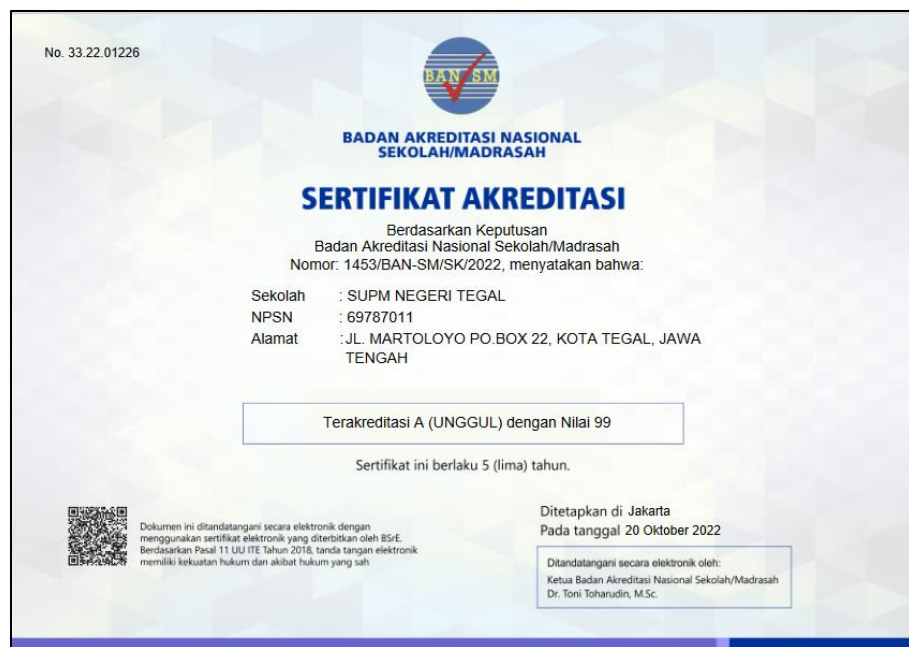 No. 33.22.01226
BAN SM
BADAN AKREDITASI NASIONAL
SEKOLAH/MADRASAH
SERTIFIKAT AKREDITASI
Berdasarkan Keputusan
Badan Akreditasi Nasional Sekolah/Madrasah
Nomor: 1453/BAN-SM/SK/2022, menyatakan bahwa:
Sekolah : SUPM NEGERI TEGAL
NPSN : 69787011
Alamat : JL. MARTOLOYO PO.BOX 22, KOTA TEGAL, JAWA
TENGAH
Terakreditasi A (UNGGUL) dengan Nilai 99
Sertifikat ini berlaku 5 (lima) tahun.
Dokumen ini ditandatangani secara elektronik dengan
menggunakan sertifikat elektronik yang diterbitkan oleh BSrE.
Berdasarkan Pasal 11 UU ITE Tahun 2018, tanda tangan elektronik
memiliki kekuatan hukum dan akibat hukum yang sah
Ditetapkan di Jakarta
Pada tanggal 20 Oktober 2022
Ditandatangani secara elektronik oleh:
Ketua Badan Akreditasi Nasional Sekolah/Madrasah
Dr. Toni Toharudin, M.Sc.